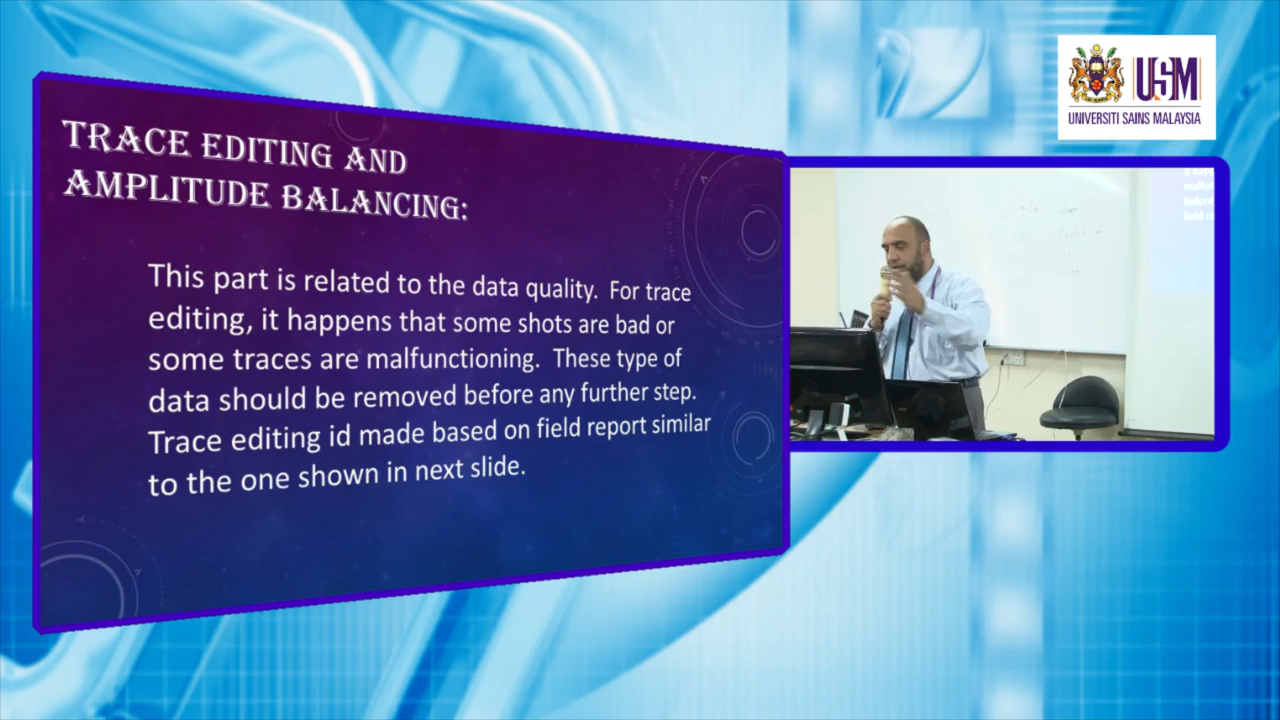 TRACE EDITING AND
AMPLITUDE BALANCING:
This part is related to the data quality. For trace
editing, it happens that some shots are bad or
some traces are malfunctioning. These type of
data should be removed before any further step.
Trace editing id made based on field report similar
to the one shown in next slide.
USM
UNIVERSITI SAINS MALAYSIA